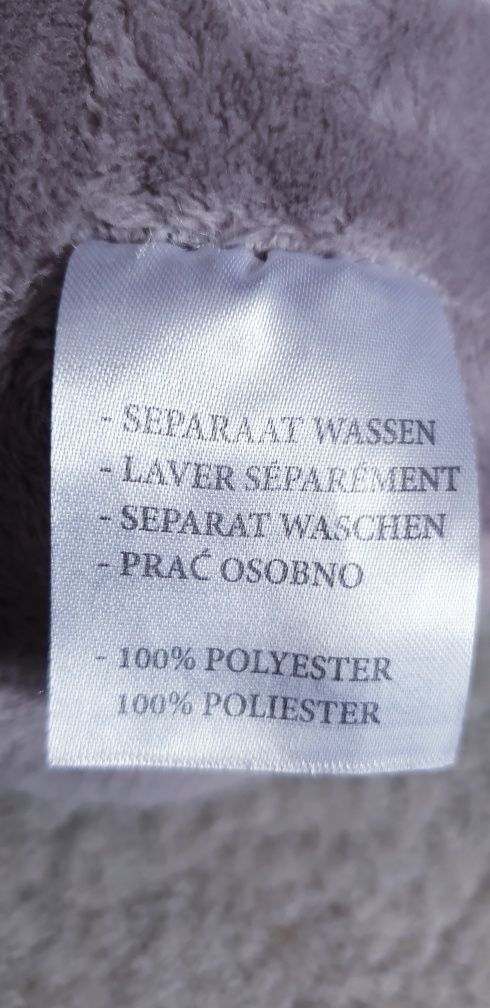 - SEPARAAT WASSEN
- LAVER SÉPARÉMENT
- SEPARAT WASCHEN
- PRAĆ OSOBNO
- 100% POLYESTER
100% POLIESTER